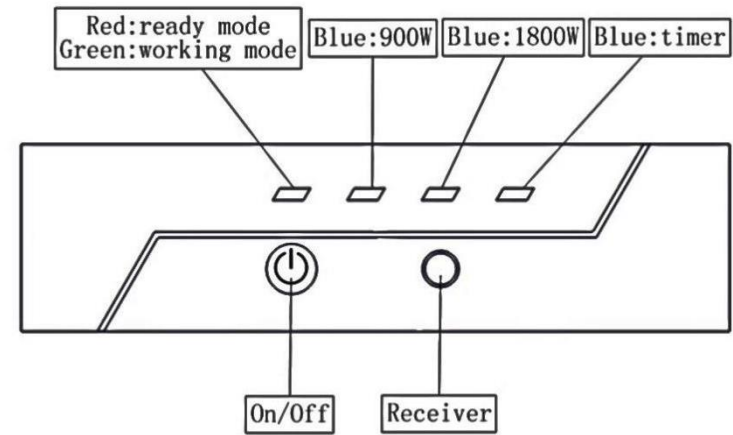 Red:ready mode
Green:working mode
Blue:900W
Blue:1800W
Blue:timer
On/Off
Receiver